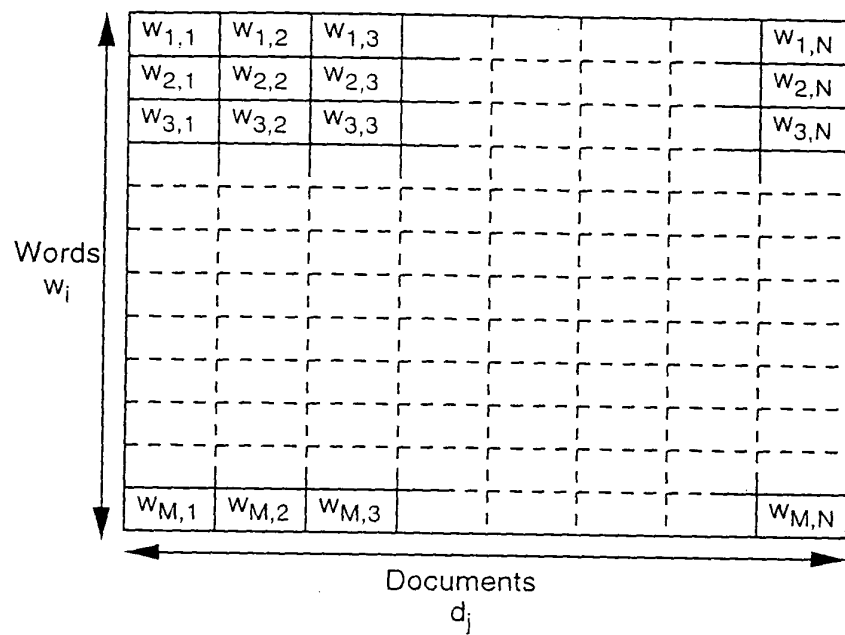 w1,1 w1,2 w1,3 w1,N
w2,1 w2,2 w2,3 w2,N
w3,1 w3,2 w3,3 w3,N
Words
wi
wM,1 wM,2 wM,3 wM,N
Documents
dj